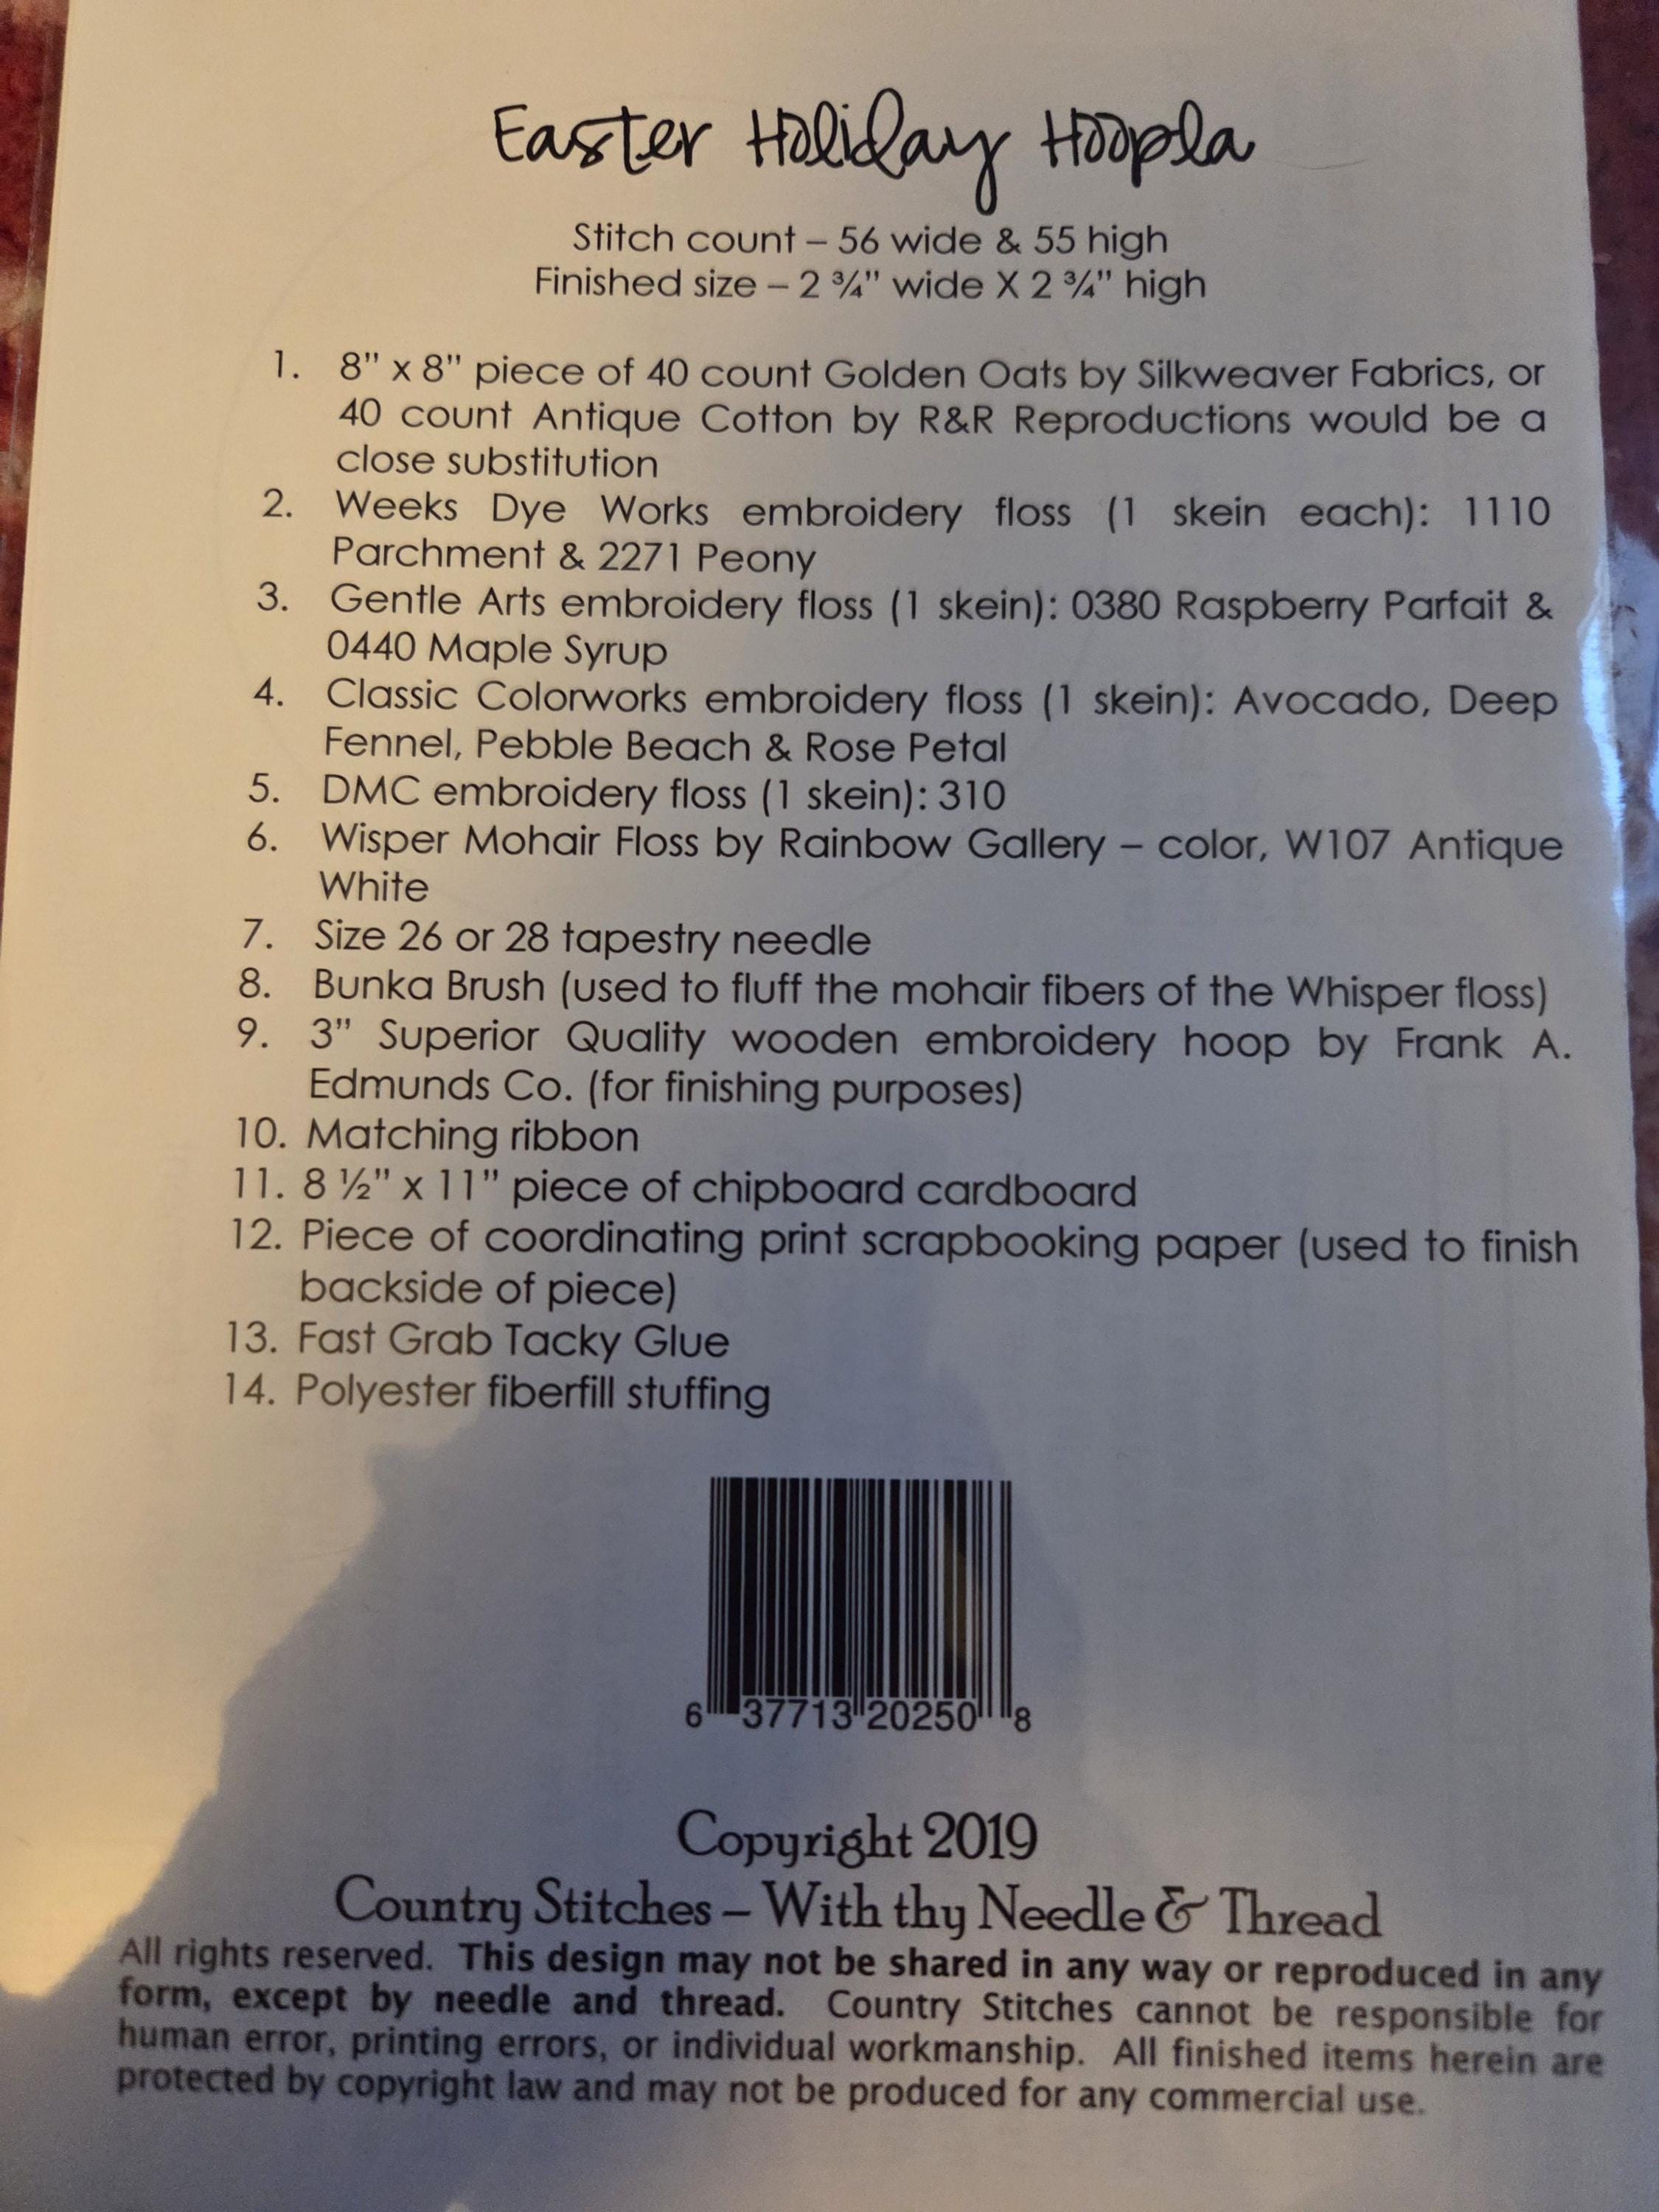 Easter Holiday Hoopla
Stitch count – 56 wide & 55 high
Finished size – 2 ¾" wide X 2 ¾" high
1. 8" x 8" piece of 40 count Golden Oats by Silkweaver Fabrics, or
40 count Antique Cotton by R&R Reproductions would be a
close substitution
2. Weeks Dye Works embroidery floss (1 skein each): 1110
Parchment & 2271 Peony
3. Gentle Arts embroidery floss (1 skein): 0380 Raspberry Parfait &
0440 Maple Syrup
4. Classic Colorworks embroidery floss (1 skein): Avocado, Deep
Fennel, Pebble Beach & Rose Petal
5. DMC embroidery floss (1 skein): 310
6. Wisper Mohair Floss by Rainbow Gallery – color, W107 Antique
White
7. Size 26 or 28 tapestry needle
8. Bunka Brush (used to fluff the mohair fibers of the Whisper floss)
9. 3" Superior Quality wooden embroidery hoop by Frank A.
Edmunds Co. (for finishing purposes)
10. Matching ribbon
11. 8 ½" x 11" piece of chipboard cardboard
12. Piece of coordinating print scrapbooking paper (used to finish
backside of piece)
13. Fast Grab Tacky Glue
14. Polyester fiberfill stuffing
6 37713 20250 8
Copyright 2019
Country Stitches – With thy Needle & Thread
All rights reserved. This design may not be shared in any way or reproduced in any
form, except by needle and thread. Country Stitches cannot be responsible for
human error, printing errors, or individual workmanship. All finished items herein are
protected by copyright law and may not be produced for any commercial use.